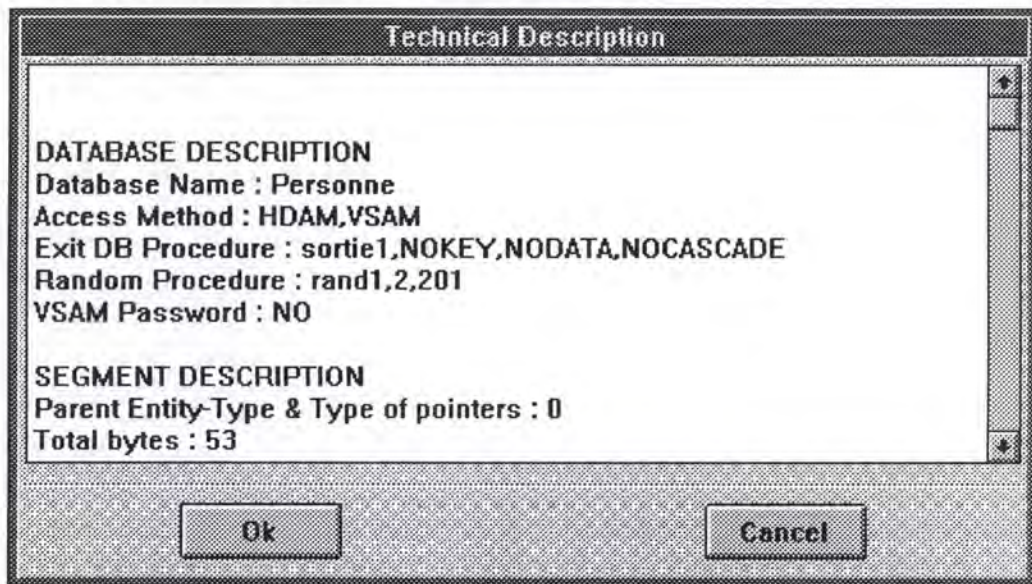 Technical Description
DATABASE DESCRIPTION
Database Name : Personne
Access Method : HDAM,VSAM
Exit DB Procedure : sortie1,NOKEY,NODATA,NOCASCADE
Random Procedure : rand1,2,201
VSAM Password : NO
SEGMENT DESCRIPTION
Parent Entity-Type & Type of pointers : 0
Total bytes : 53
Ok
Cancel